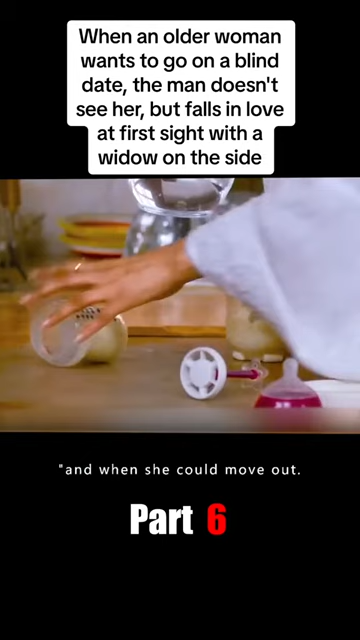 When an older woman
wants to go on a blind
date, the man doesn't
see her, but falls in love
at first sight with a
widow on the side
"and when she could move out.
Part 6